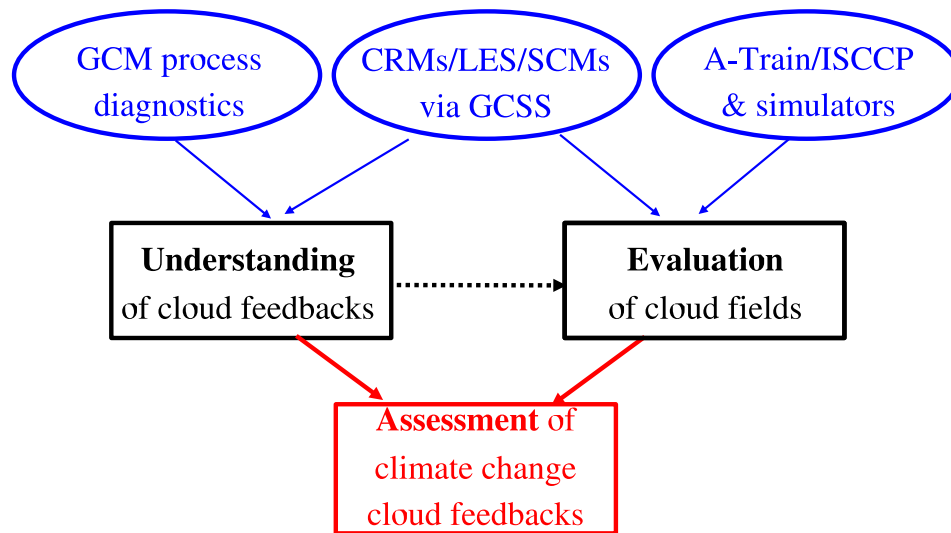 GCM process
diagnostics
CRMs/LES/SCMs
via GCSS
A-Train/ISCCP
& simulators
Understanding
of cloud feedbacks
Evaluation
of cloud fields
Assessment of
climate change
cloud feedbacks